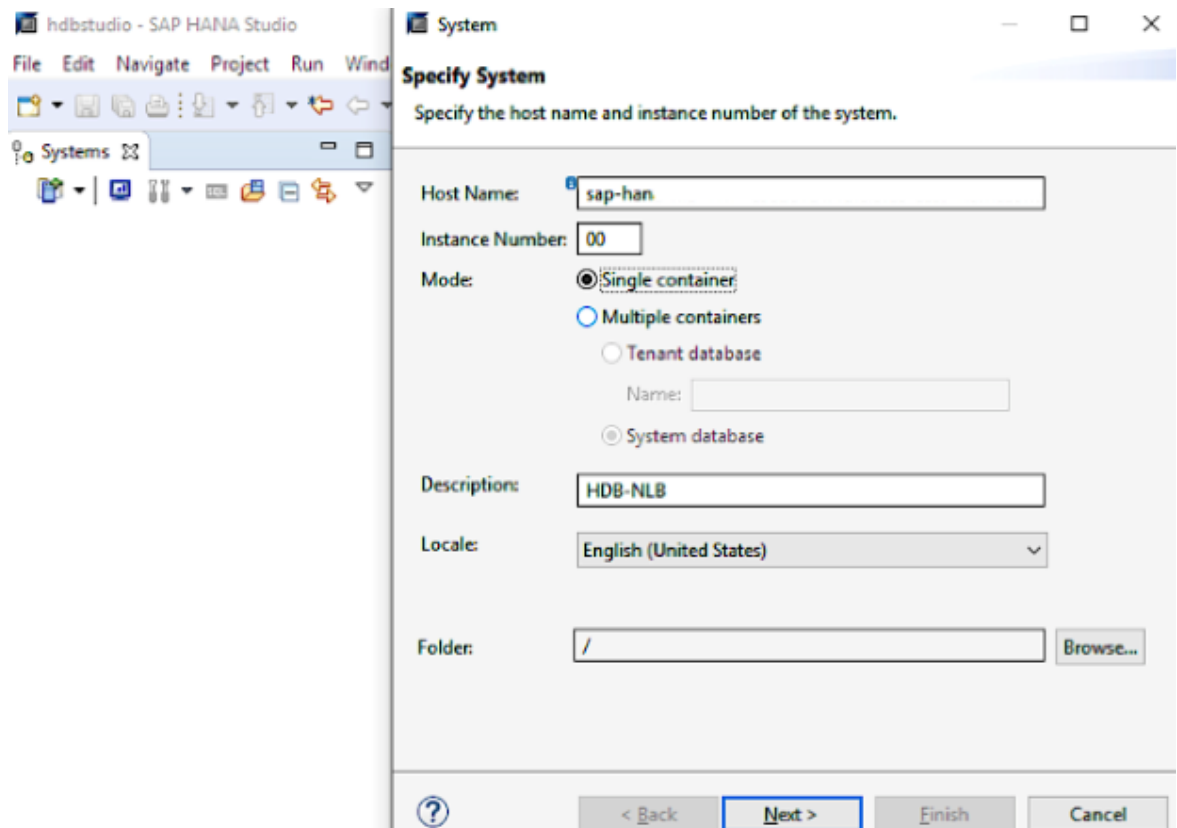 hdbstudio - SAP HANA Studio
File Edit Navigate Project Run Wind
Systems
System
Specify System
Specify the host name and instance number of the system.
Host Name: sap-han
Instance Number: 00
Mode: Single container
Multiple containers
Tenant database
Name:
System database
Description: HDB-NLB
Locale: English (United States)
Folder: / Browse...
? < Back Next > Finish Cancel